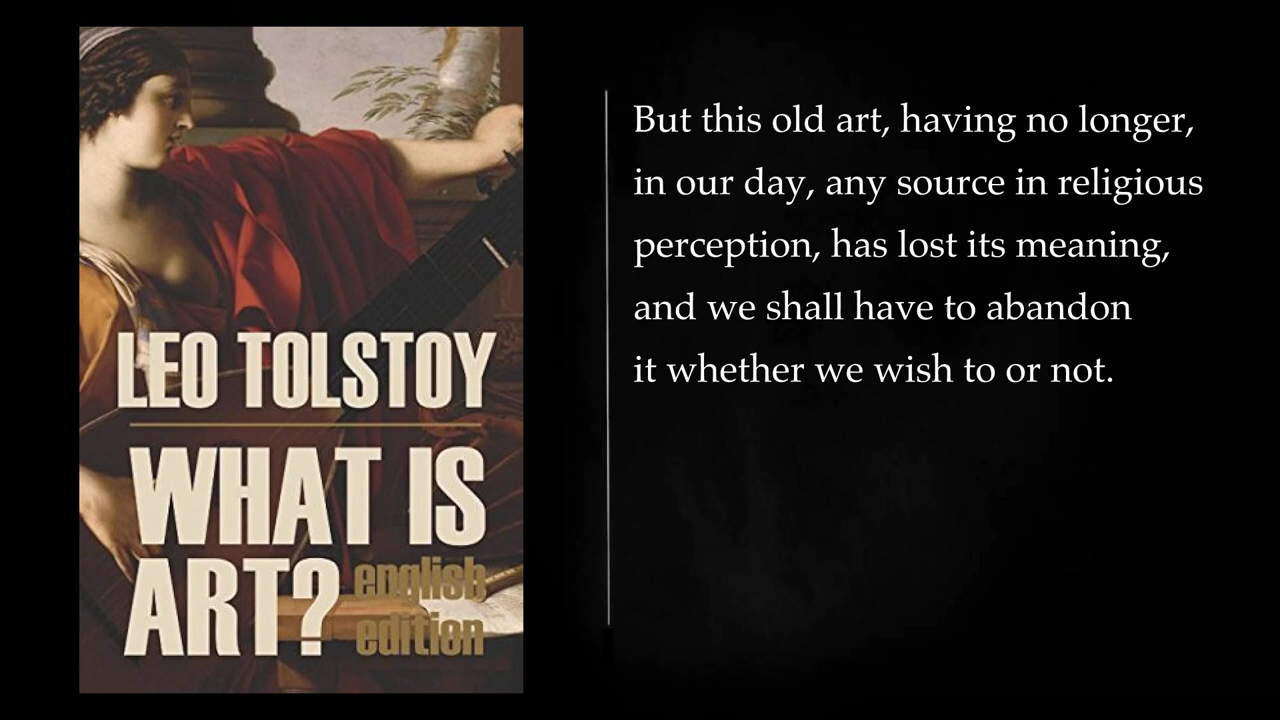 LEO TOLSTOY
WHAT IS
ART?
english
edition
But this old art, having no longer,
in our day, any source in religious
perception, has lost its meaning,
and we shall have to abandon
it whether we wish to or not.